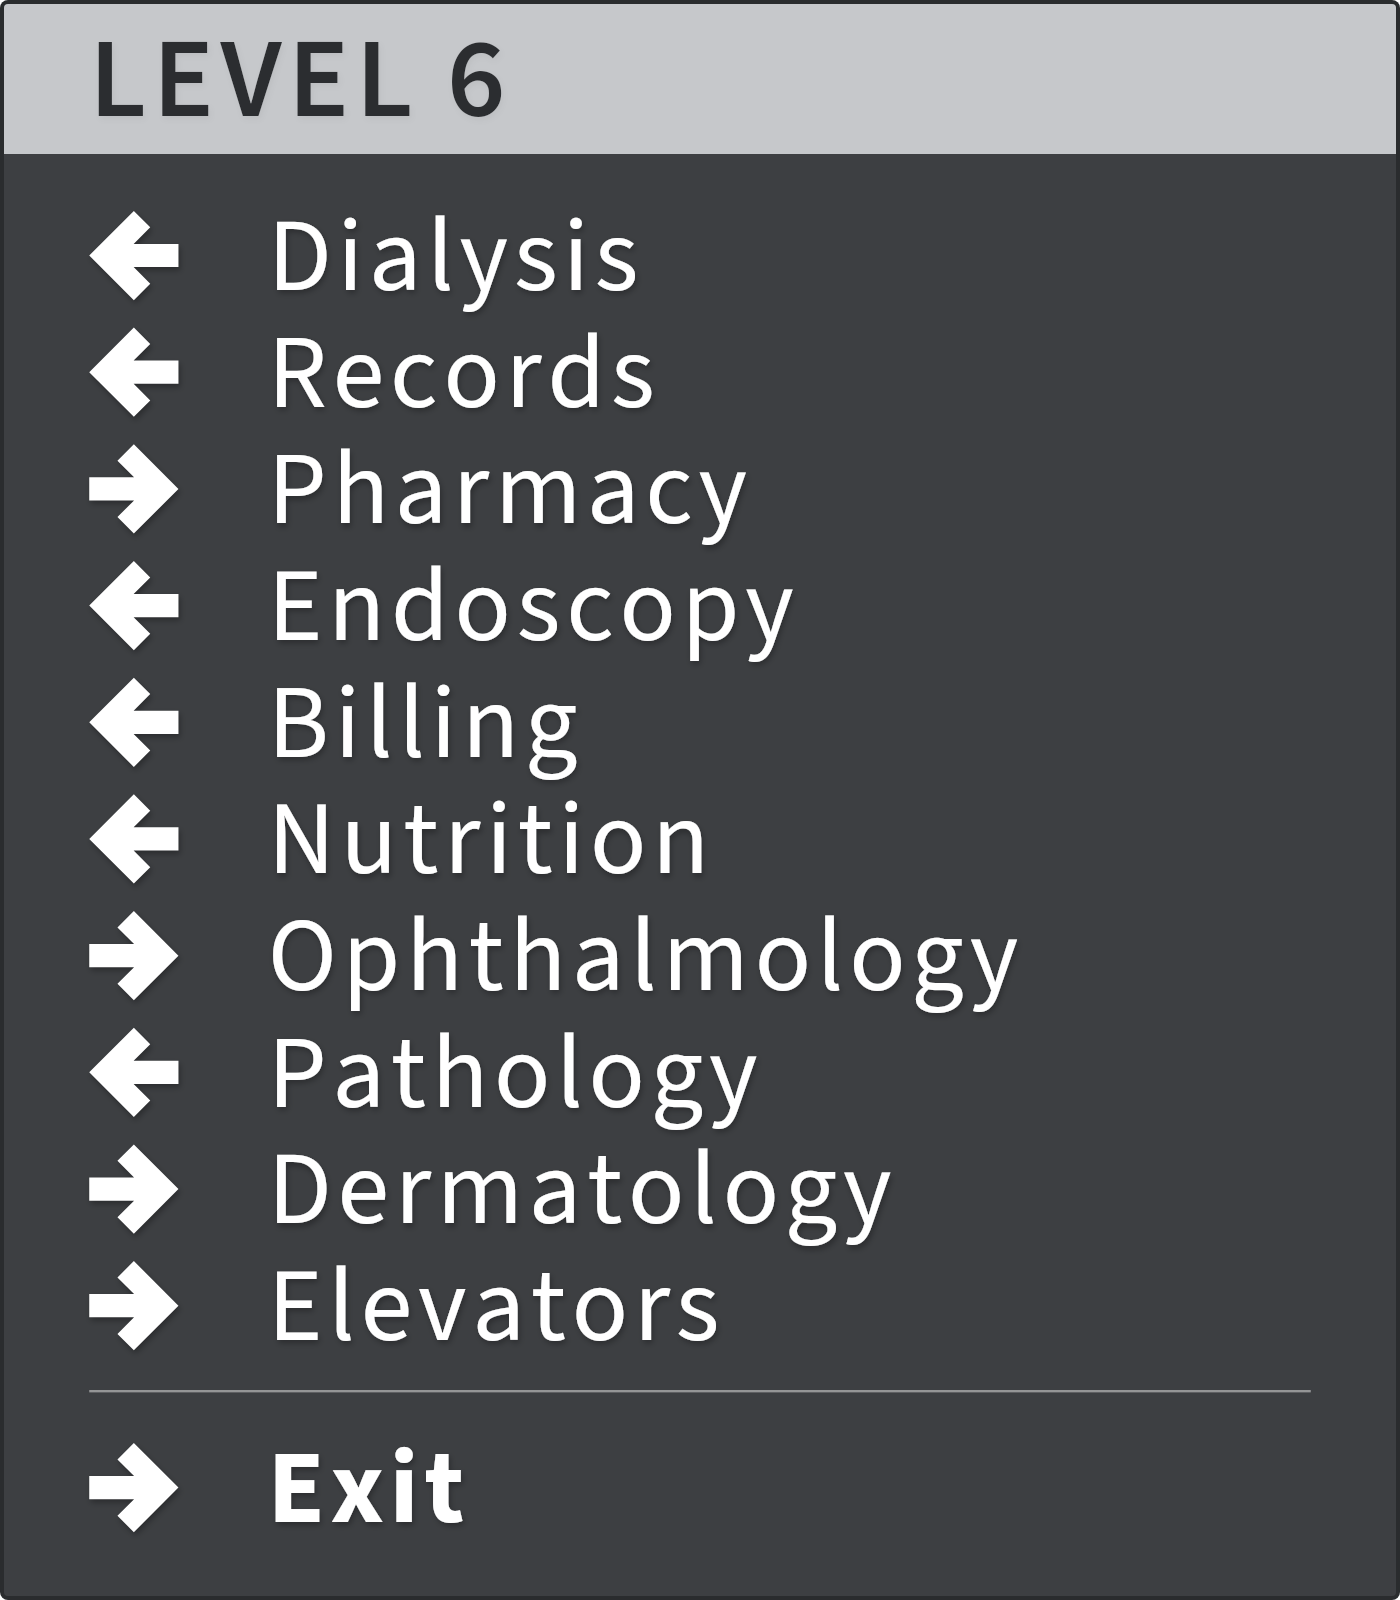 LEVEL 6
Dialysis
Records
Pharmacy
Endoscopy
Billing
Nutrition
Ophthalmology
Pathology
Dermatology
Elevators
Exit